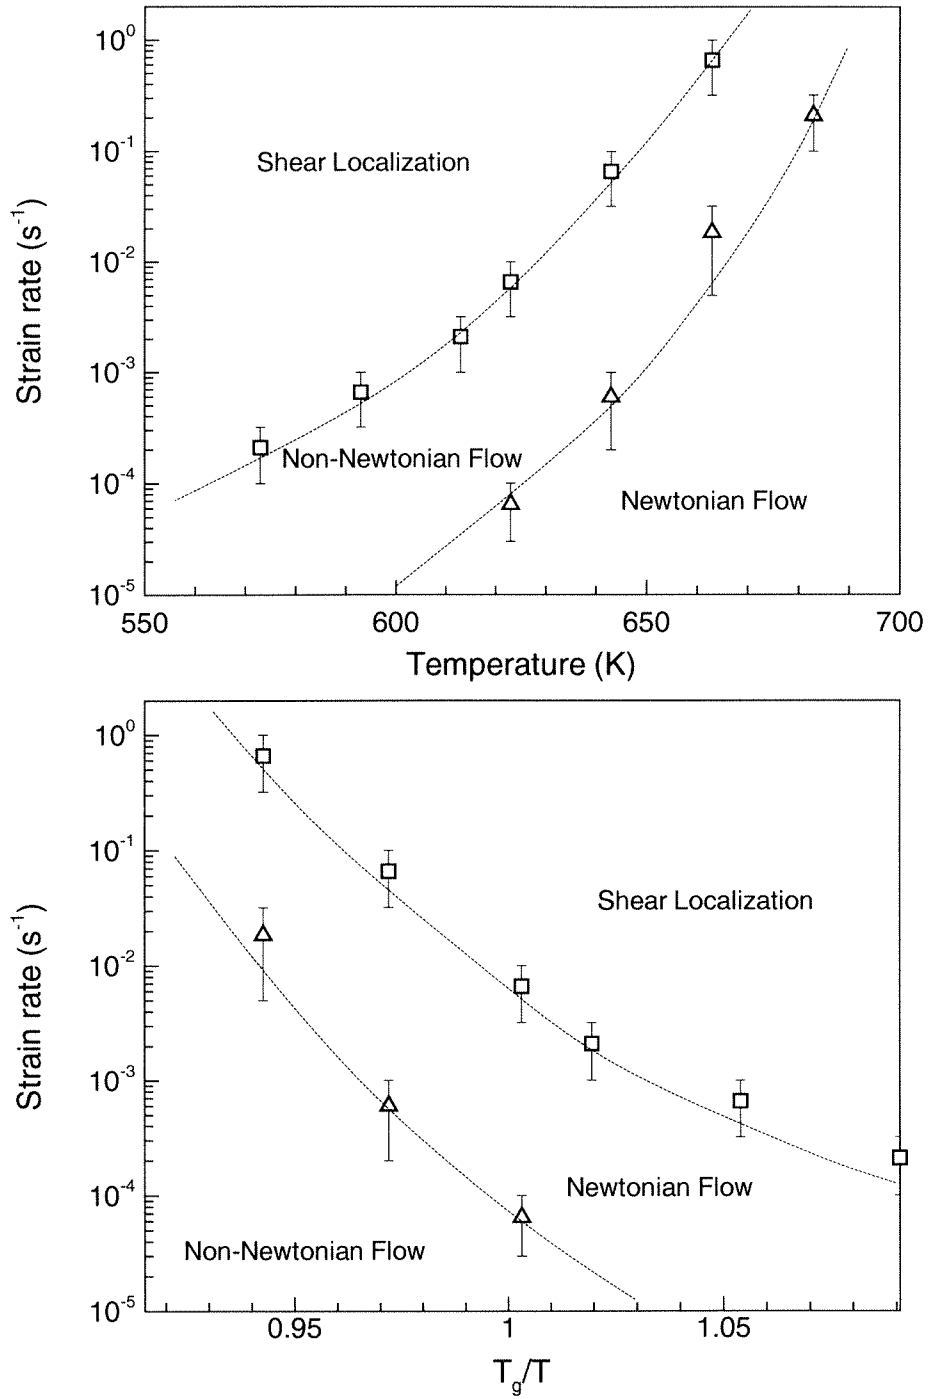 10⁰
10⁻¹
10⁻²
10⁻³
10⁻⁴
10⁻⁵
Strain rate (s⁻¹)
Shear Localization
Non-Newtonian Flow
Newtonian Flow
550 600 650 700
Temperature (K)
10⁰
10⁻¹
10⁻²
10⁻³
10⁻⁴
10⁻⁵
Strain rate (s⁻¹)
Shear Localization
Newtonian Flow
Non-Newtonian Flow
0.95 1 1.05
T_g/T